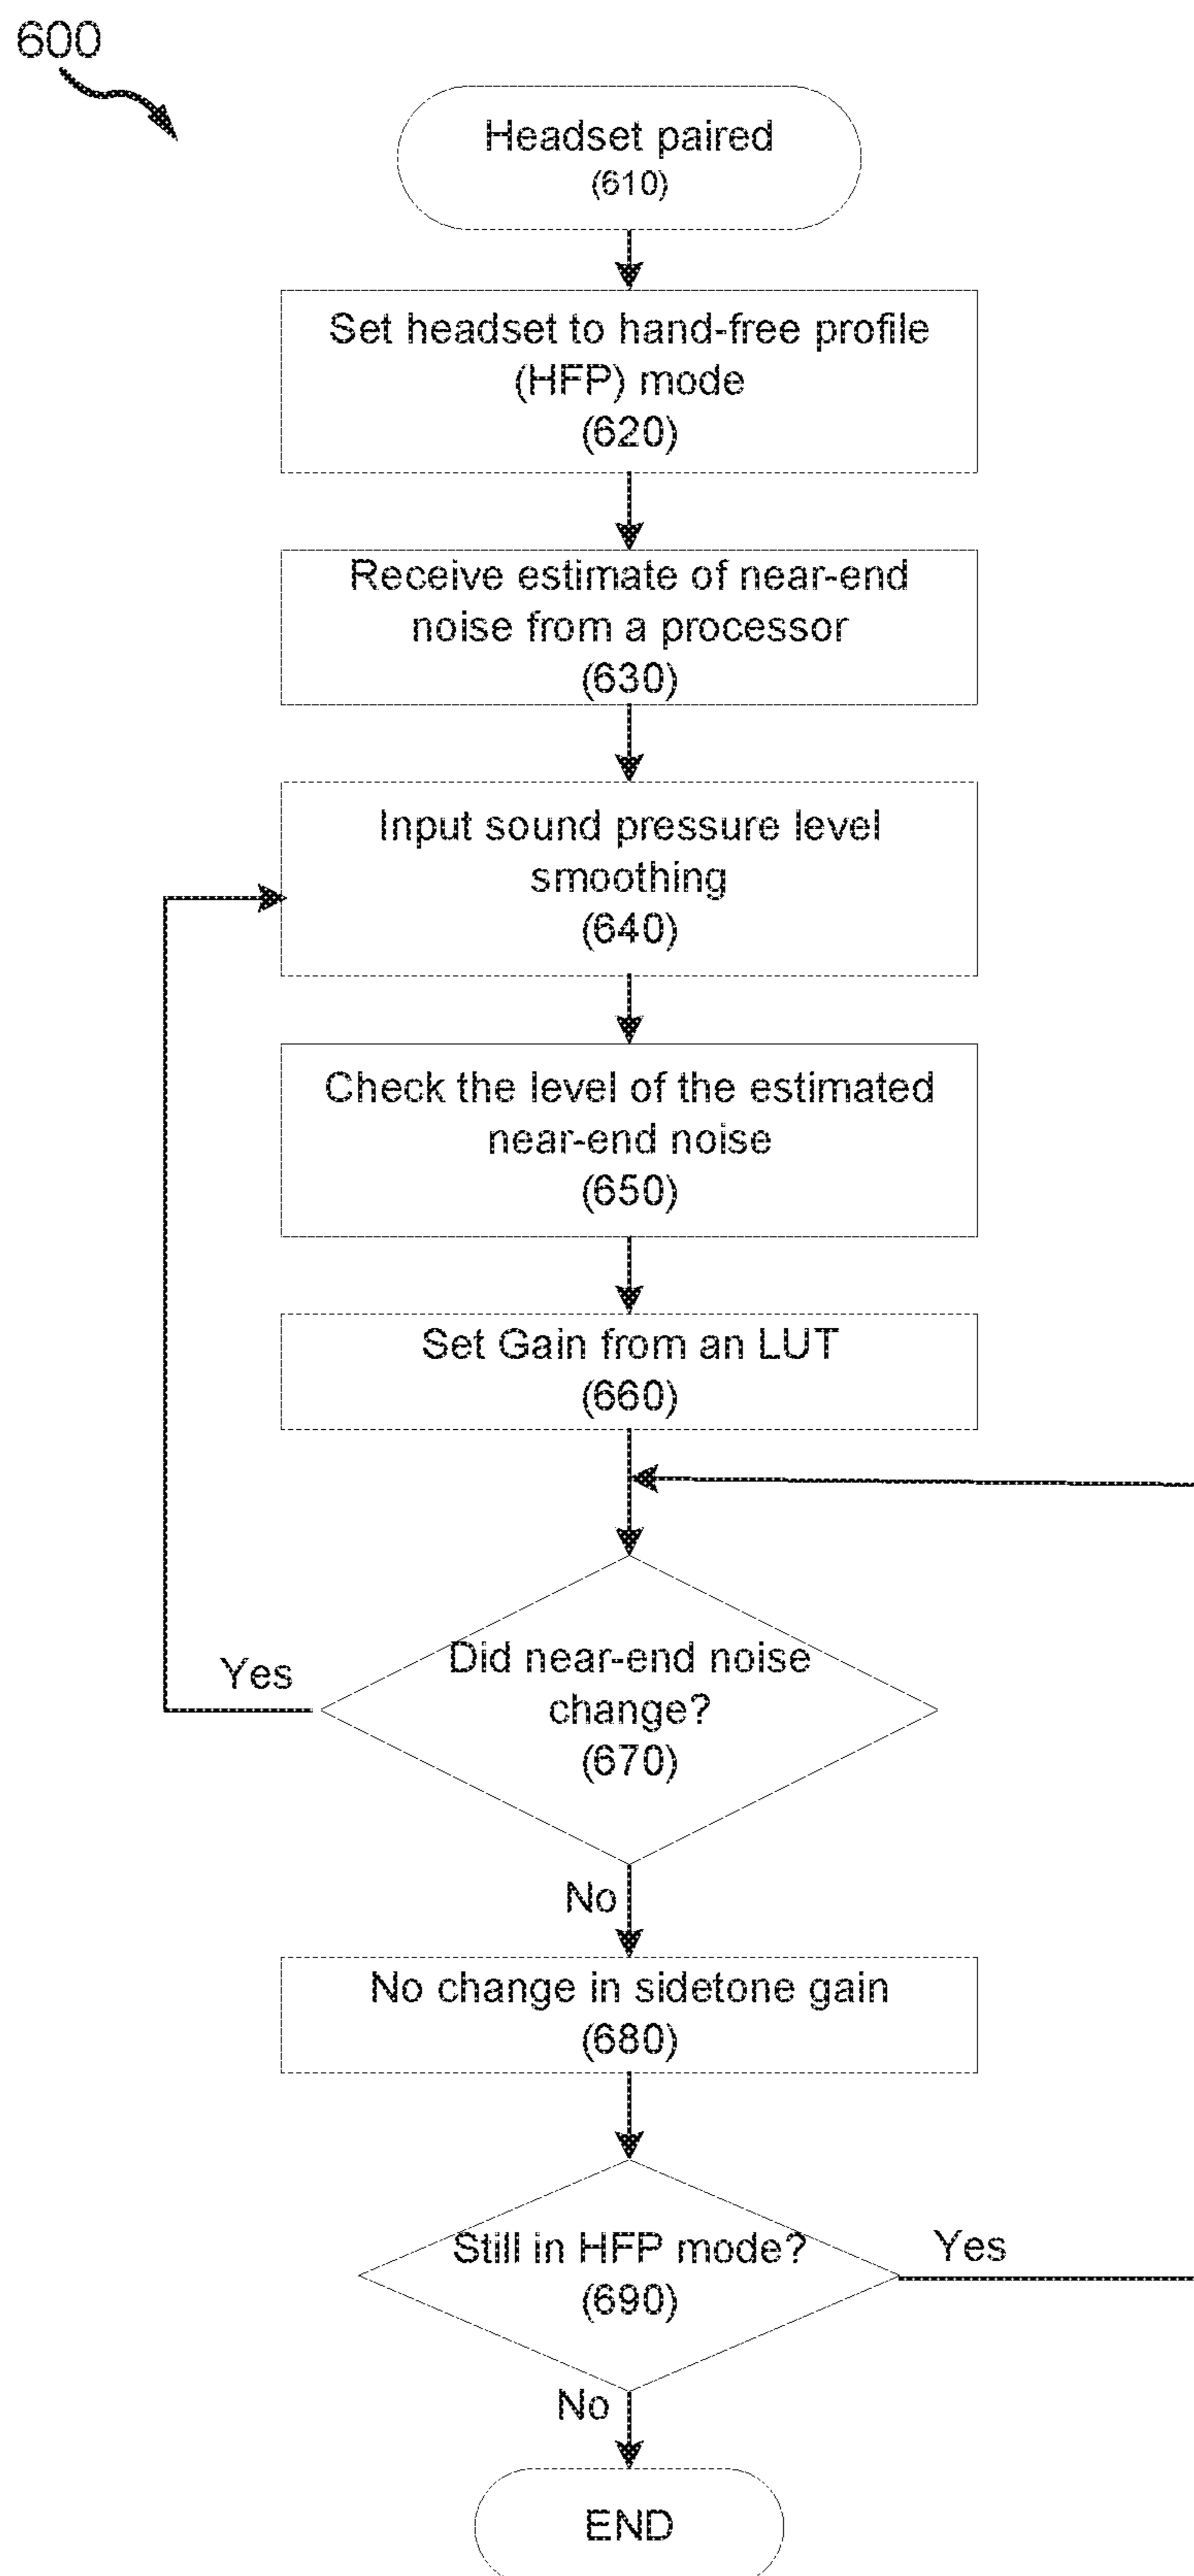 600
Headset paired
(610)
Set headset to hand-free profile
(HFP) mode
(620)
Receive estimate of near-end
noise from a processor
(630)
Input sound pressure level
smoothing
(640)
Check the level of the estimated
near-end noise
(650)
Set Gain from an LUT
(660)
Did near-end noise
change?
(670)
Yes
No
No change in sidetone gain
(680)
Still in HFP mode?
(690)
Yes
No
END